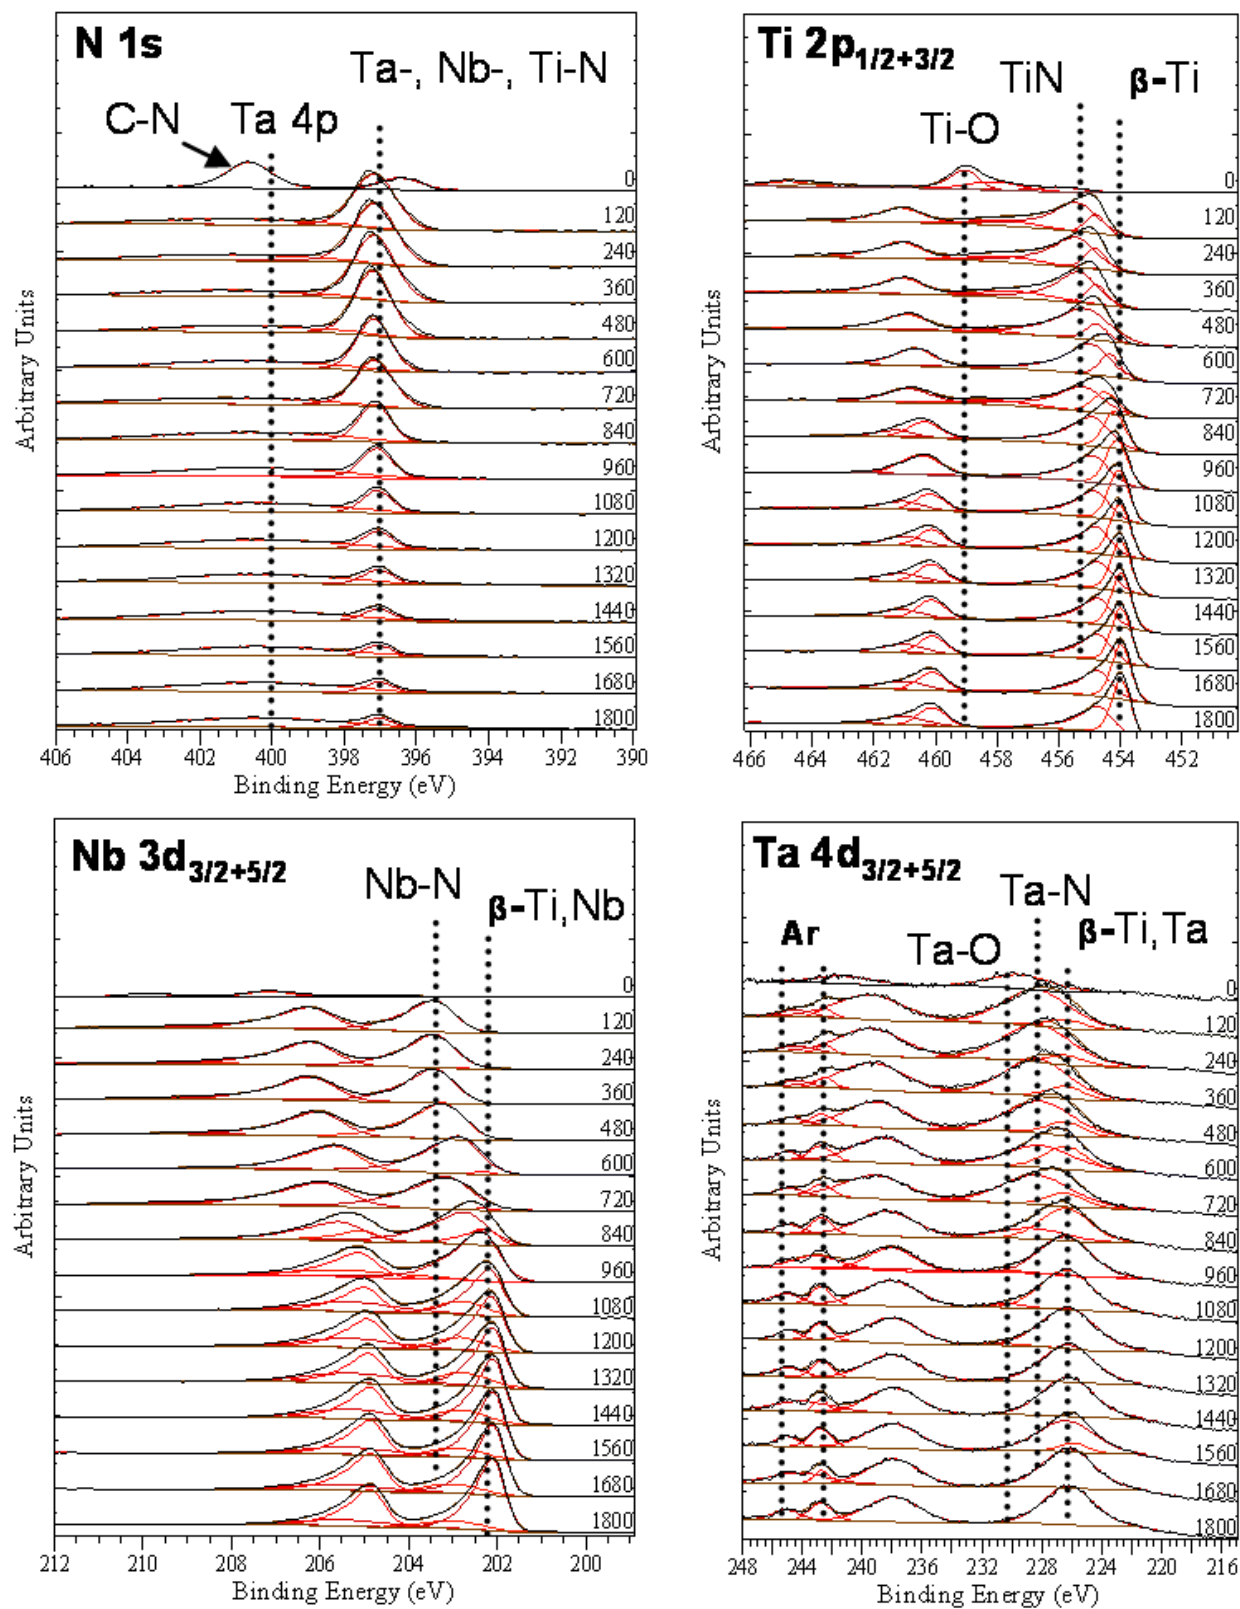 N 1s
Ta-, Nb-, Ti-N
C-N
Ta 4p
0
120
240
360
480
600
720
840
960
1080
1200
1320
1440
1560
1680
1800
406 404 402 400 398 396 394 392 390
Binding Energy (eV)
Arbitrary Units
Ti 2p1/2+3/2
TiN
β-Ti
Ti-O
0
120
240
360
480
600
720
840
960
1080
1200
1320
1440
1560
1680
1800
466 464 462 460 458 456 454 452
Binding Energy (eV)
Arbitrary Units
Nb 3d3/2+5/2
Nb-N
β-Ti,Nb
0
120
240
360
480
600
720
840
960
1080
1200
1320
1440
1560
1680
1800
212 210 208 206 204 202 200
Binding Energy (eV)
Arbitrary Units
Ta 4d3/2+5/2
Ta-N
Ar
Ta-O
β-Ti,Ta
0
120
240
360
480
600
720
840
960
1080
1200
1320
1440
1560
1680
1800
248 244 240 236 232 228 224 220 216
Binding Energy (eV)
Arbitrary Units